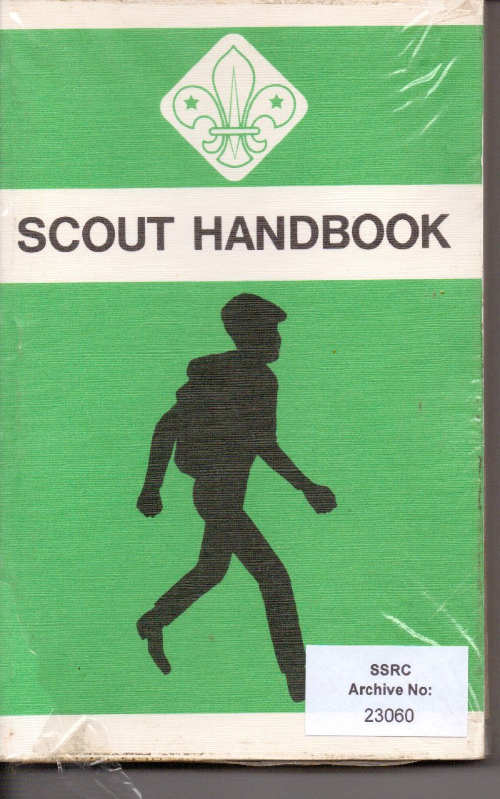 SCOUT HANDBOOK
SSRC
Archive No:
23060